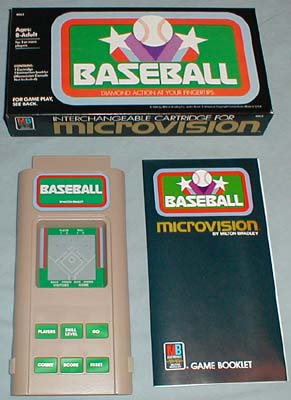 Ages:
8-Adult
for 1 or more
players
CONTENTS:
FOR GAME PLAY,
SEE BACK.
BASEBALL
DIAMOND ACTION AT YOUR FINGERTIPS.
MB
INTERCHANGEABLE CARTRIDGE FOR
microvision
BASEBALL
PLAYERS
SKILL
LEVEL
GO
COUNT
SCORE
RESET
BASEBALL
microvision
BY MILTON BRADLEY
MB
GAME BOOKLET